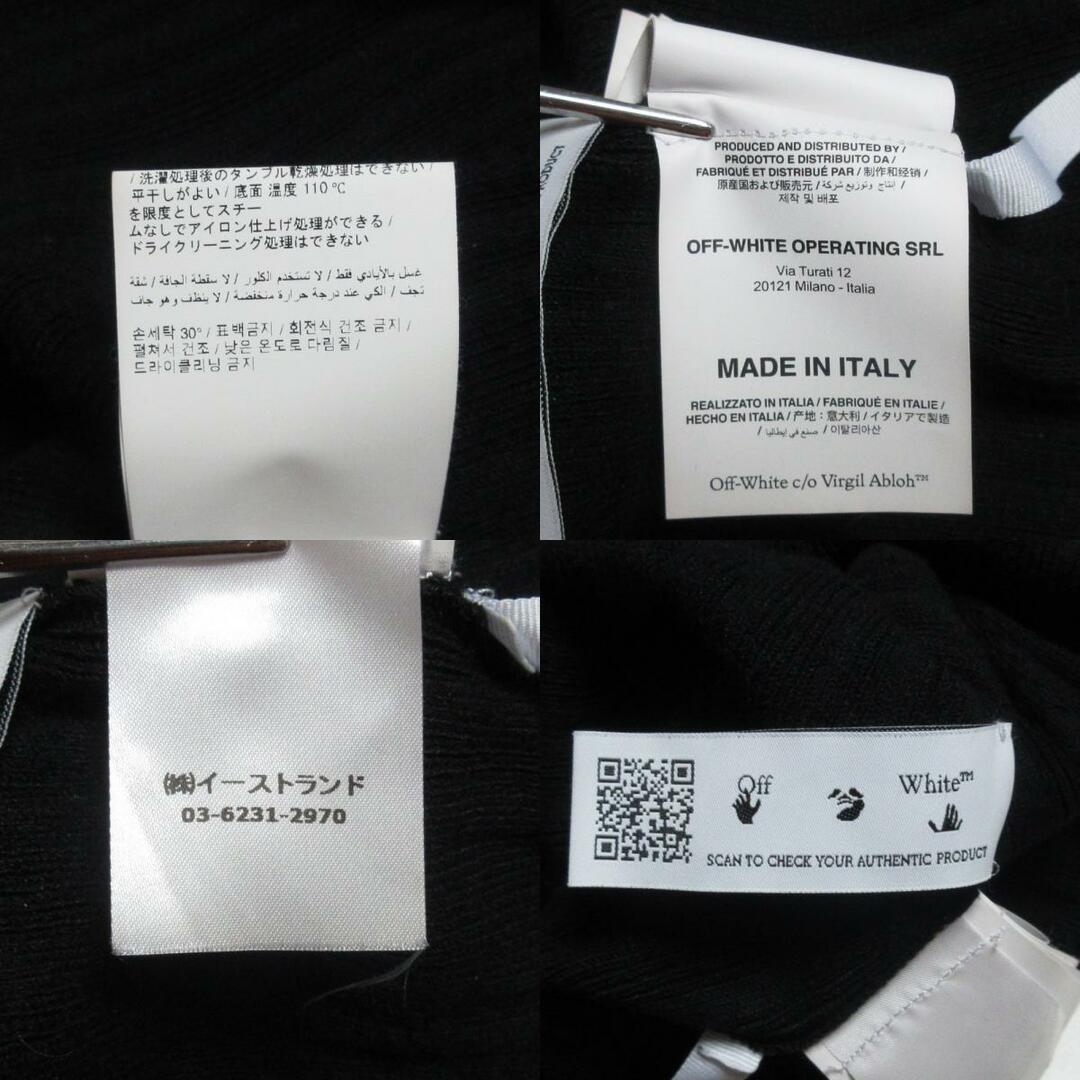 / 洗濯処理後のタンブル乾燥処理はできない /
平干しがよい / 底面 温度 110 ℃
を限度としてスチー
ムなしでアイロン仕上げ処理ができる /
ドライクリーニング処理はできない
غسل بالأيادي فقط / لا تستخدم الكلور / لا سقطة الجافة / شقة
تجف / الكي عند درجة حرارة منخفضة / لا ينظف وهو جاف
손세탁 30° / 표백금지 / 회전식 건조 금지 /
펼쳐서 건조 / 낮은 온도로 다림질 /
드라이클리닝 금지
PRODUCED AND DISTRIBUTED BY /
PRODOTTO E DISTRIBUITO DA /
FABRIQUÉ ET DISTRIBUÉ PAR / 制作和经销 /
原産国および販売元 / إنتاج وتوزيع شركة /
제작 및 배포
OFF-WHITE OPERATING SRL
Via Turati 12
20121 Milano - Italia
MADE IN ITALY
REALIZZATO IN ITALIA / FABRIQUÉ EN ITALIE /
HECHO EN ITALIA / 产地：意大利 / イタリアで製造
/ صنع في إيطاليا / 이탈리아산
Off-White c/o Virgil Abloh™
㈱イーストランド
03-6231-2970
Off White™
SCAN TO CHECK YOUR AUTHENTIC PRODUCT